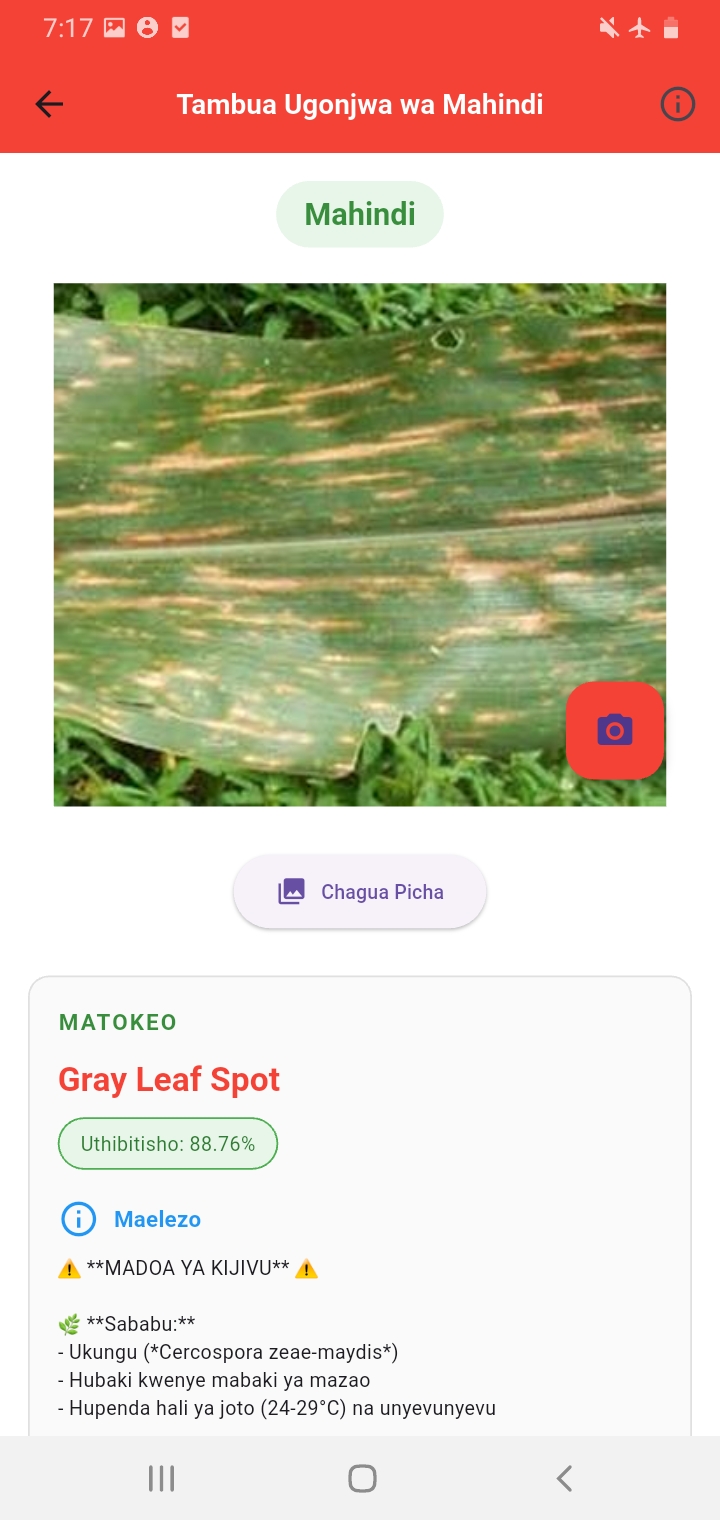 7:17
Tambua Ugonjwa wa Mahindi
Mahindi
Chagua Picha
MATOKEO
Gray Leaf Spot
Uthibitisho: 88.76%
Maelezo
⚠️ **MADOA YA KIJIVU** ⚠️
🌿 **Sababu:**
- Ukungu (*Cercospora zeae-maydis*)
- Hubaki kwenye mabaki ya mazao
- Hupenda hali ya joto (24-29°C) na unyevunyevu